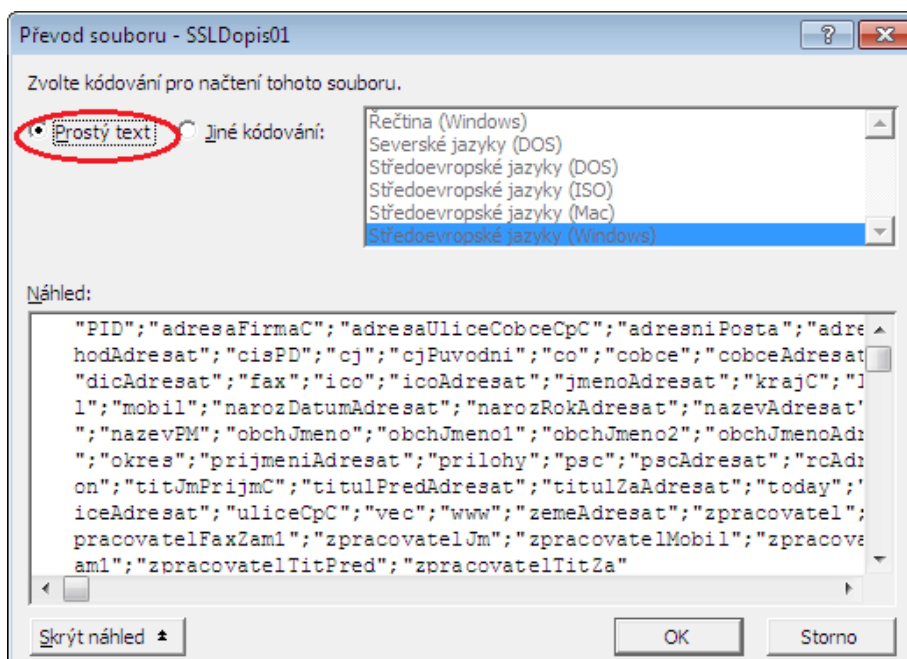 Převod souboru - SSLDopis01
Zvolte kódování pro načtení tohoto souboru.
Prostý text Jiné kódování:
Řečtina (Windows)
Severské jazyky (DOS)
Středoevropské jazyky (DOS)
Středoevropské jazyky (ISO)
Středoevropské jazyky (Mac)
Středoevropské jazyky (Windows)
Náhled:
"PID";"adresaFirmaC";"adresaUliceCobceCpC";"adresniPosta";"adre
hodAdresat";"cisPD";"cj";"cjPuvodni";"co";"cobce";"cobceAdresat
"dicAdresat";"fax";"ico";"icoAdresat";"jmenoAdresat";"krajC";"
l";"mobil";"narozDatumAdresat";"narozRokAdresat";"nazevAdresat"
";"nazevPM";"obchJmeno";"obchJmeno1";"obchJmeno2";"obchJmenoAd
";"okres";"prijmeniAdresat";"prilohy";"psc";"pscAdresat";"rcAd
on";"titJmPrijmC";"titulPredAdresat";"titulZaAdresat";"today";"
iceAdresat";"uliceCpC";"vec";"www";"zemeAdresat";"zpracovatel";
pracovatelFaxZam1";"zpracovatelJm";"zpracovatelMobil";"zpracova
am1";"zpracovatelTitPred";"zpracovatelTitZa"
Skrýt náhled OK Storno